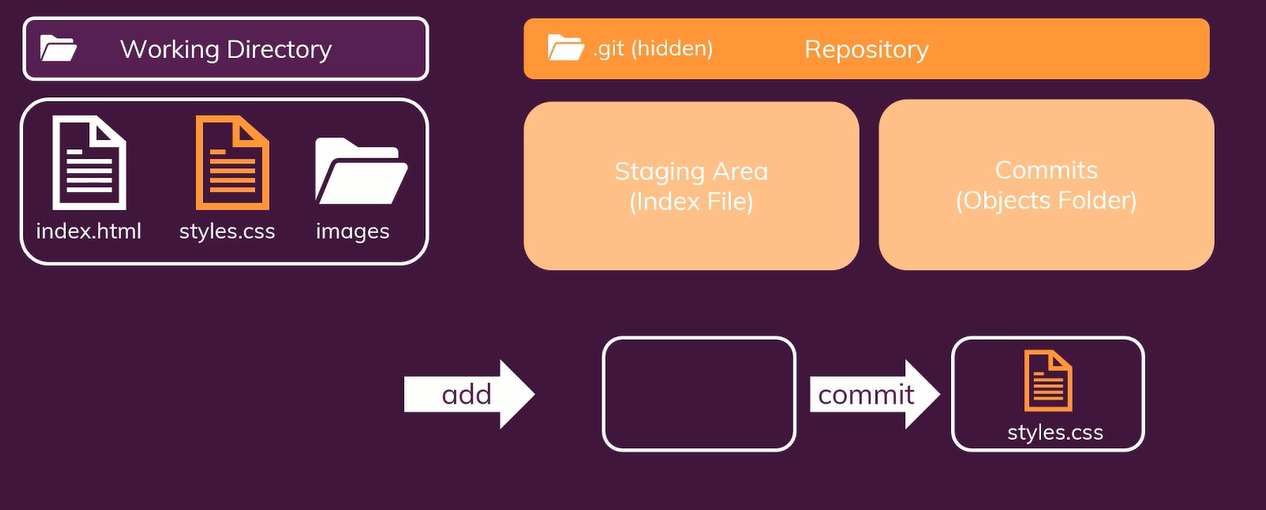 Working Directory
.git (hidden)
Repository
index.html
styles.css
images
Staging Area
(Index File)
Commits
(Objects Folder)
add
commit
styles.css